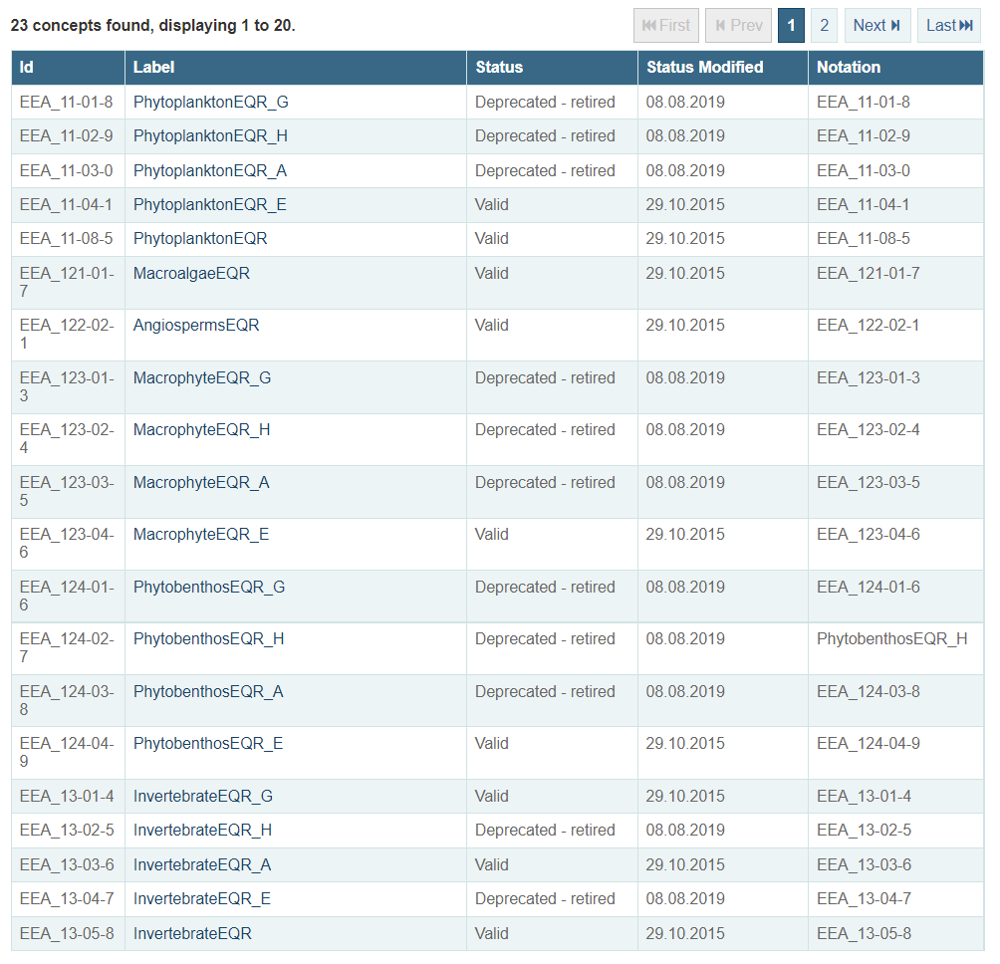 23 concepts found, displaying 1 to 20.
First Prev 1 2 Next Last
Id Label Status Status Modified Notation
EEA_11-01-8 PhytoplanktonEQR_G Deprecated - retired 08.08.2019 EEA_11-01-8
EEA_11-02-9 PhytoplanktonEQR_H Deprecated - retired 08.08.2019 EEA_11-02-9
EEA_11-03-0 PhytoplanktonEQR_A Deprecated - retired 08.08.2019 EEA_11-03-0
EEA_11-04-1 PhytoplanktonEQR_E Valid 29.10.2015 EEA_11-04-1
EEA_11-08-5 PhytoplanktonEQR Valid 29.10.2015 EEA_11-08-5
EEA_121-01- MacroalgaeEQR Valid 29.10.2015 EEA_121-01-7
7
EEA_122-02- AngiospermsEQR Valid 29.10.2015 EEA_122-02-1
1
EEA_123-01- MacrophyteEQR_G Deprecated - retired 08.08.2019 EEA_123-01-3
3
EEA_123-02- MacrophyteEQR_H Deprecated - retired 08.08.2019 EEA_123-02-4
4
EEA_123-03- MacrophyteEQR_A Deprecated - retired 08.08.2019 EEA_123-03-5
5
EEA_123-04- MacrophyteEQR_E Valid 29.10.2015 EEA_123-04-6
6
EEA_124-01- PhytobenthosEQR_G Deprecated - retired 08.08.2019 EEA_124-01-6
6
EEA_124-02- PhytobenthosEQR_H Deprecated - retired 08.08.2019 PhytobenthosEQR_H
7
EEA_124-03- PhytobenthosEQR_A Deprecated - retired 08.08.2019 EEA_124-03-8
8
EEA_124-04- PhytobenthosEQR_E Valid 29.10.2015 EEA_124-04-9
9
EEA_13-01-4 InvertebrateEQR_G Valid 29.10.2015 EEA_13-01-4
EEA_13-02-5 InvertebrateEQR_H Deprecated - retired 08.08.2019 EEA_13-02-5
EEA_13-03-6 InvertebrateEQR_A Valid 29.10.2015 EEA_13-03-6
EEA_13-04-7 InvertebrateEQR_E Deprecated - retired 08.08.2019 EEA_13-04-7
EEA_13-05-8 InvertebrateEQR Valid 29.10.2015 EEA_13-05-8